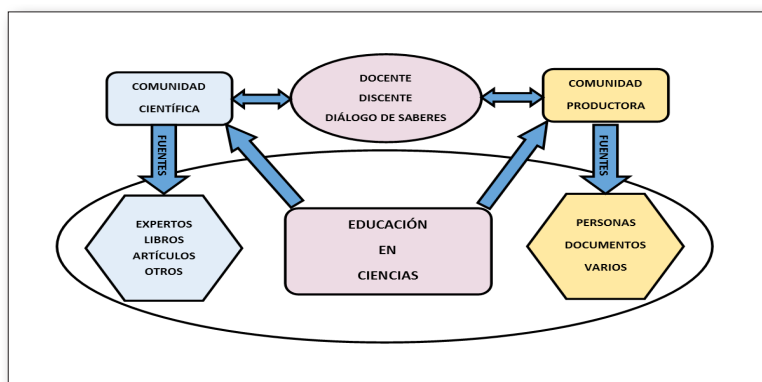 COMUNIDAD
CIENTÍFICA
DOCENTE
DISCENTE
DIÁLOGO DE SABERES
COMUNIDAD
PRODUCTORA
FUENTES
FUENTES
EXPERTOS
LIBROS
ARTÍCULOS
OTROS
EDUCACIÓN
EN
CIENCIAS
PERSONAS
DOCUMENTOS
VARIOS